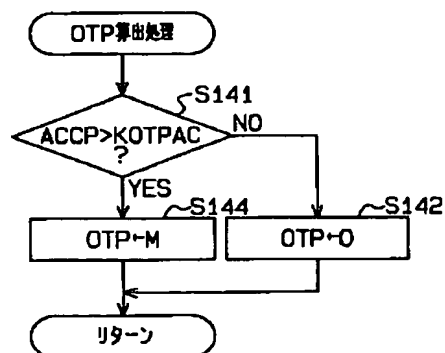 OTP算出処理
S141
ACCP>KOTPAC
?
NO
YES
S144
S142
OTP←M
OTP←0
リターン